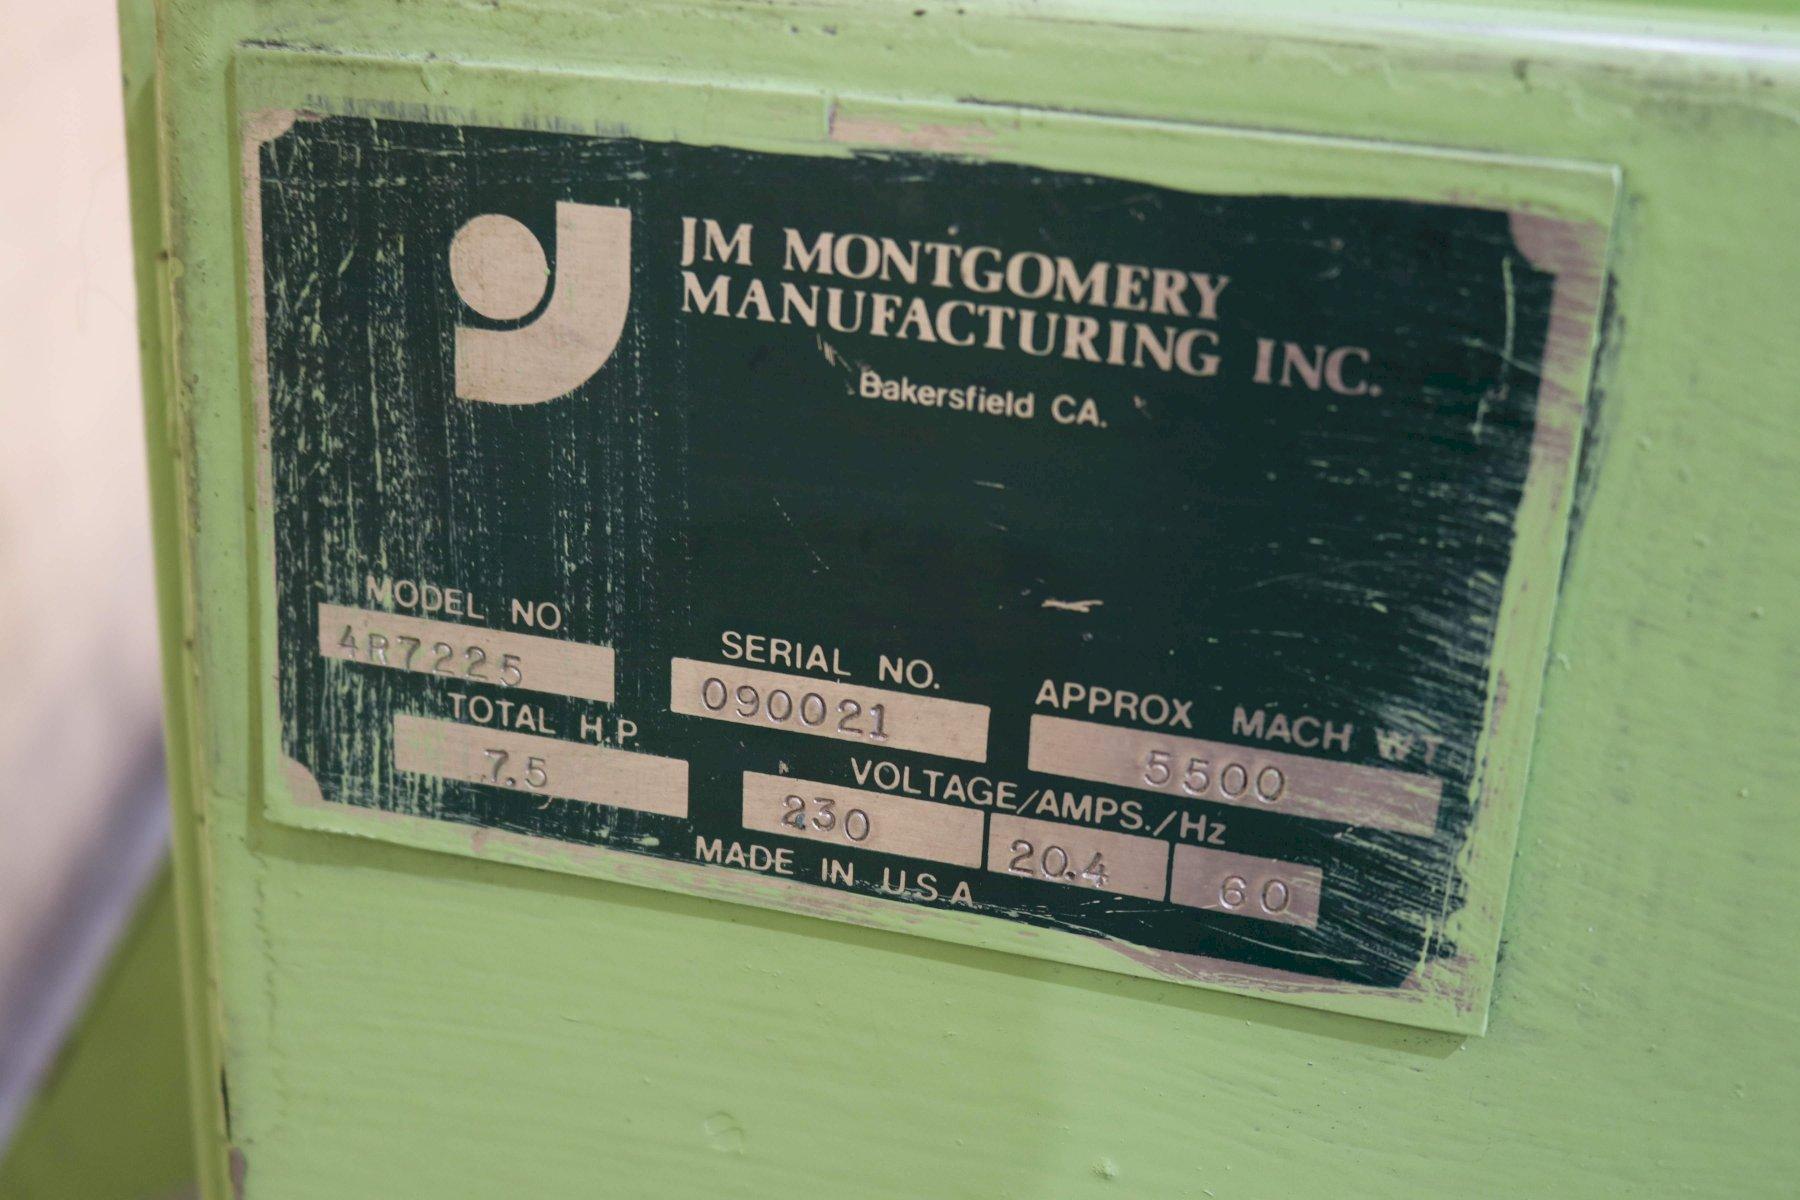 JM MONTGOMERY
MANUFACTURING INC.
Bakersfield CA.
MODEL NO.
4R7225
SERIAL NO.
090021
APPROX MACH WT
5500
TOTAL H.P.
7.5
VOLTAGE/AMPS./Hz
230 20.4 60
MADE IN U.S.A.